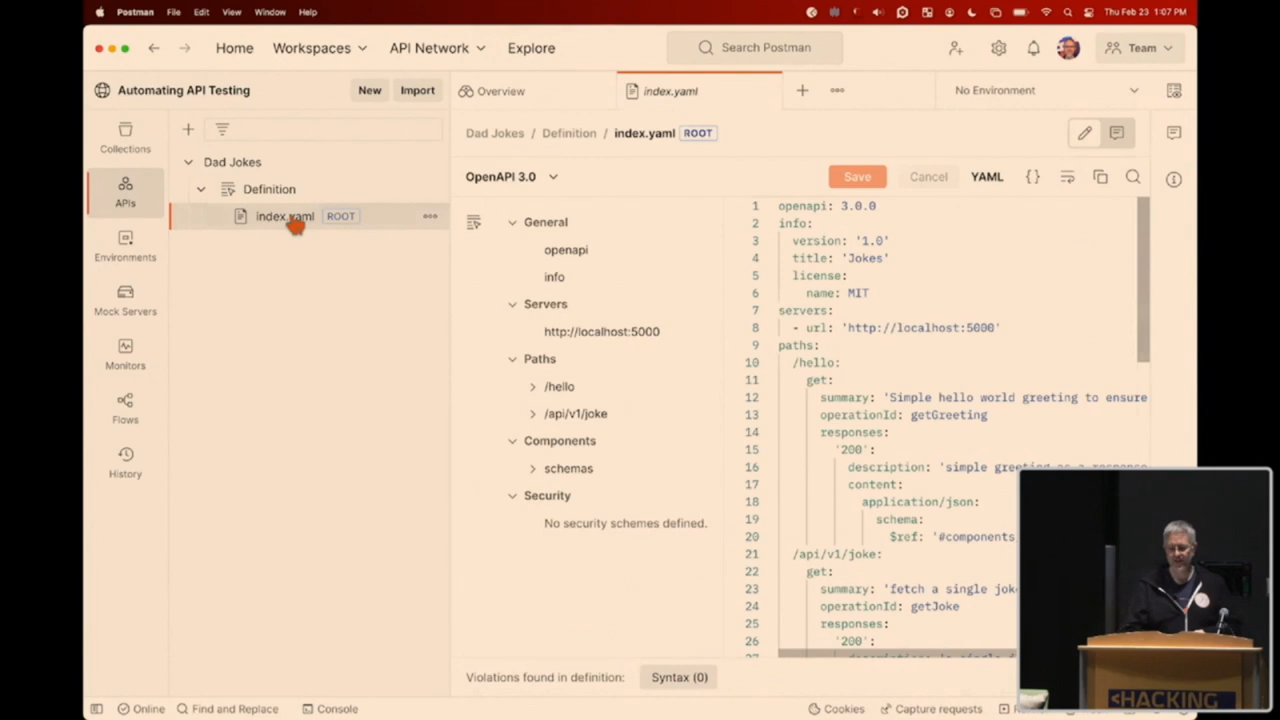 Postman File Edit View Window Help Thu Feb 23 1:07 PM
Home Workspaces API Network Explore Search Postman Team
Automating API Testing New Import Overview index.yaml No Environment
Collections
APIs
Environments
Mock Servers
Monitors
Flows
History
Dad Jokes
Definition
index.yaml ROOT
Dad Jokes / Definition / index.yaml ROOT
OpenAPI 3.0 Save Cancel YAML {}
General
openapi
info
Servers
http://localhost:5000
Paths
/hello
/api/v1/joke
Components
schemas
Security
No security schemes defined.
1 openapi: 3.0.0
2 info:
3 version: '1.0'
4 title: 'Jokes'
5 license:
6 name: MIT
7 servers:
8 - url: 'http://localhost:5000'
9 paths:
10 /hello:
11 get:
12 summary: 'Simple hello world greeting to ensure
13 operationId: getGreeting
14 responses:
15 '200':
16 description: 'simple greeting as a response
17 content:
18 application/json:
19 schema:
20 $ref: '#components
21 /api/v1/joke:
22 get:
23 summary: 'fetch a single jok
24 operationId: getJoke
25 responses:
26 '200':
27
Violations found in definition: Syntax (0)
Online Find and Replace Console Cookies Capture requests
<HACKING